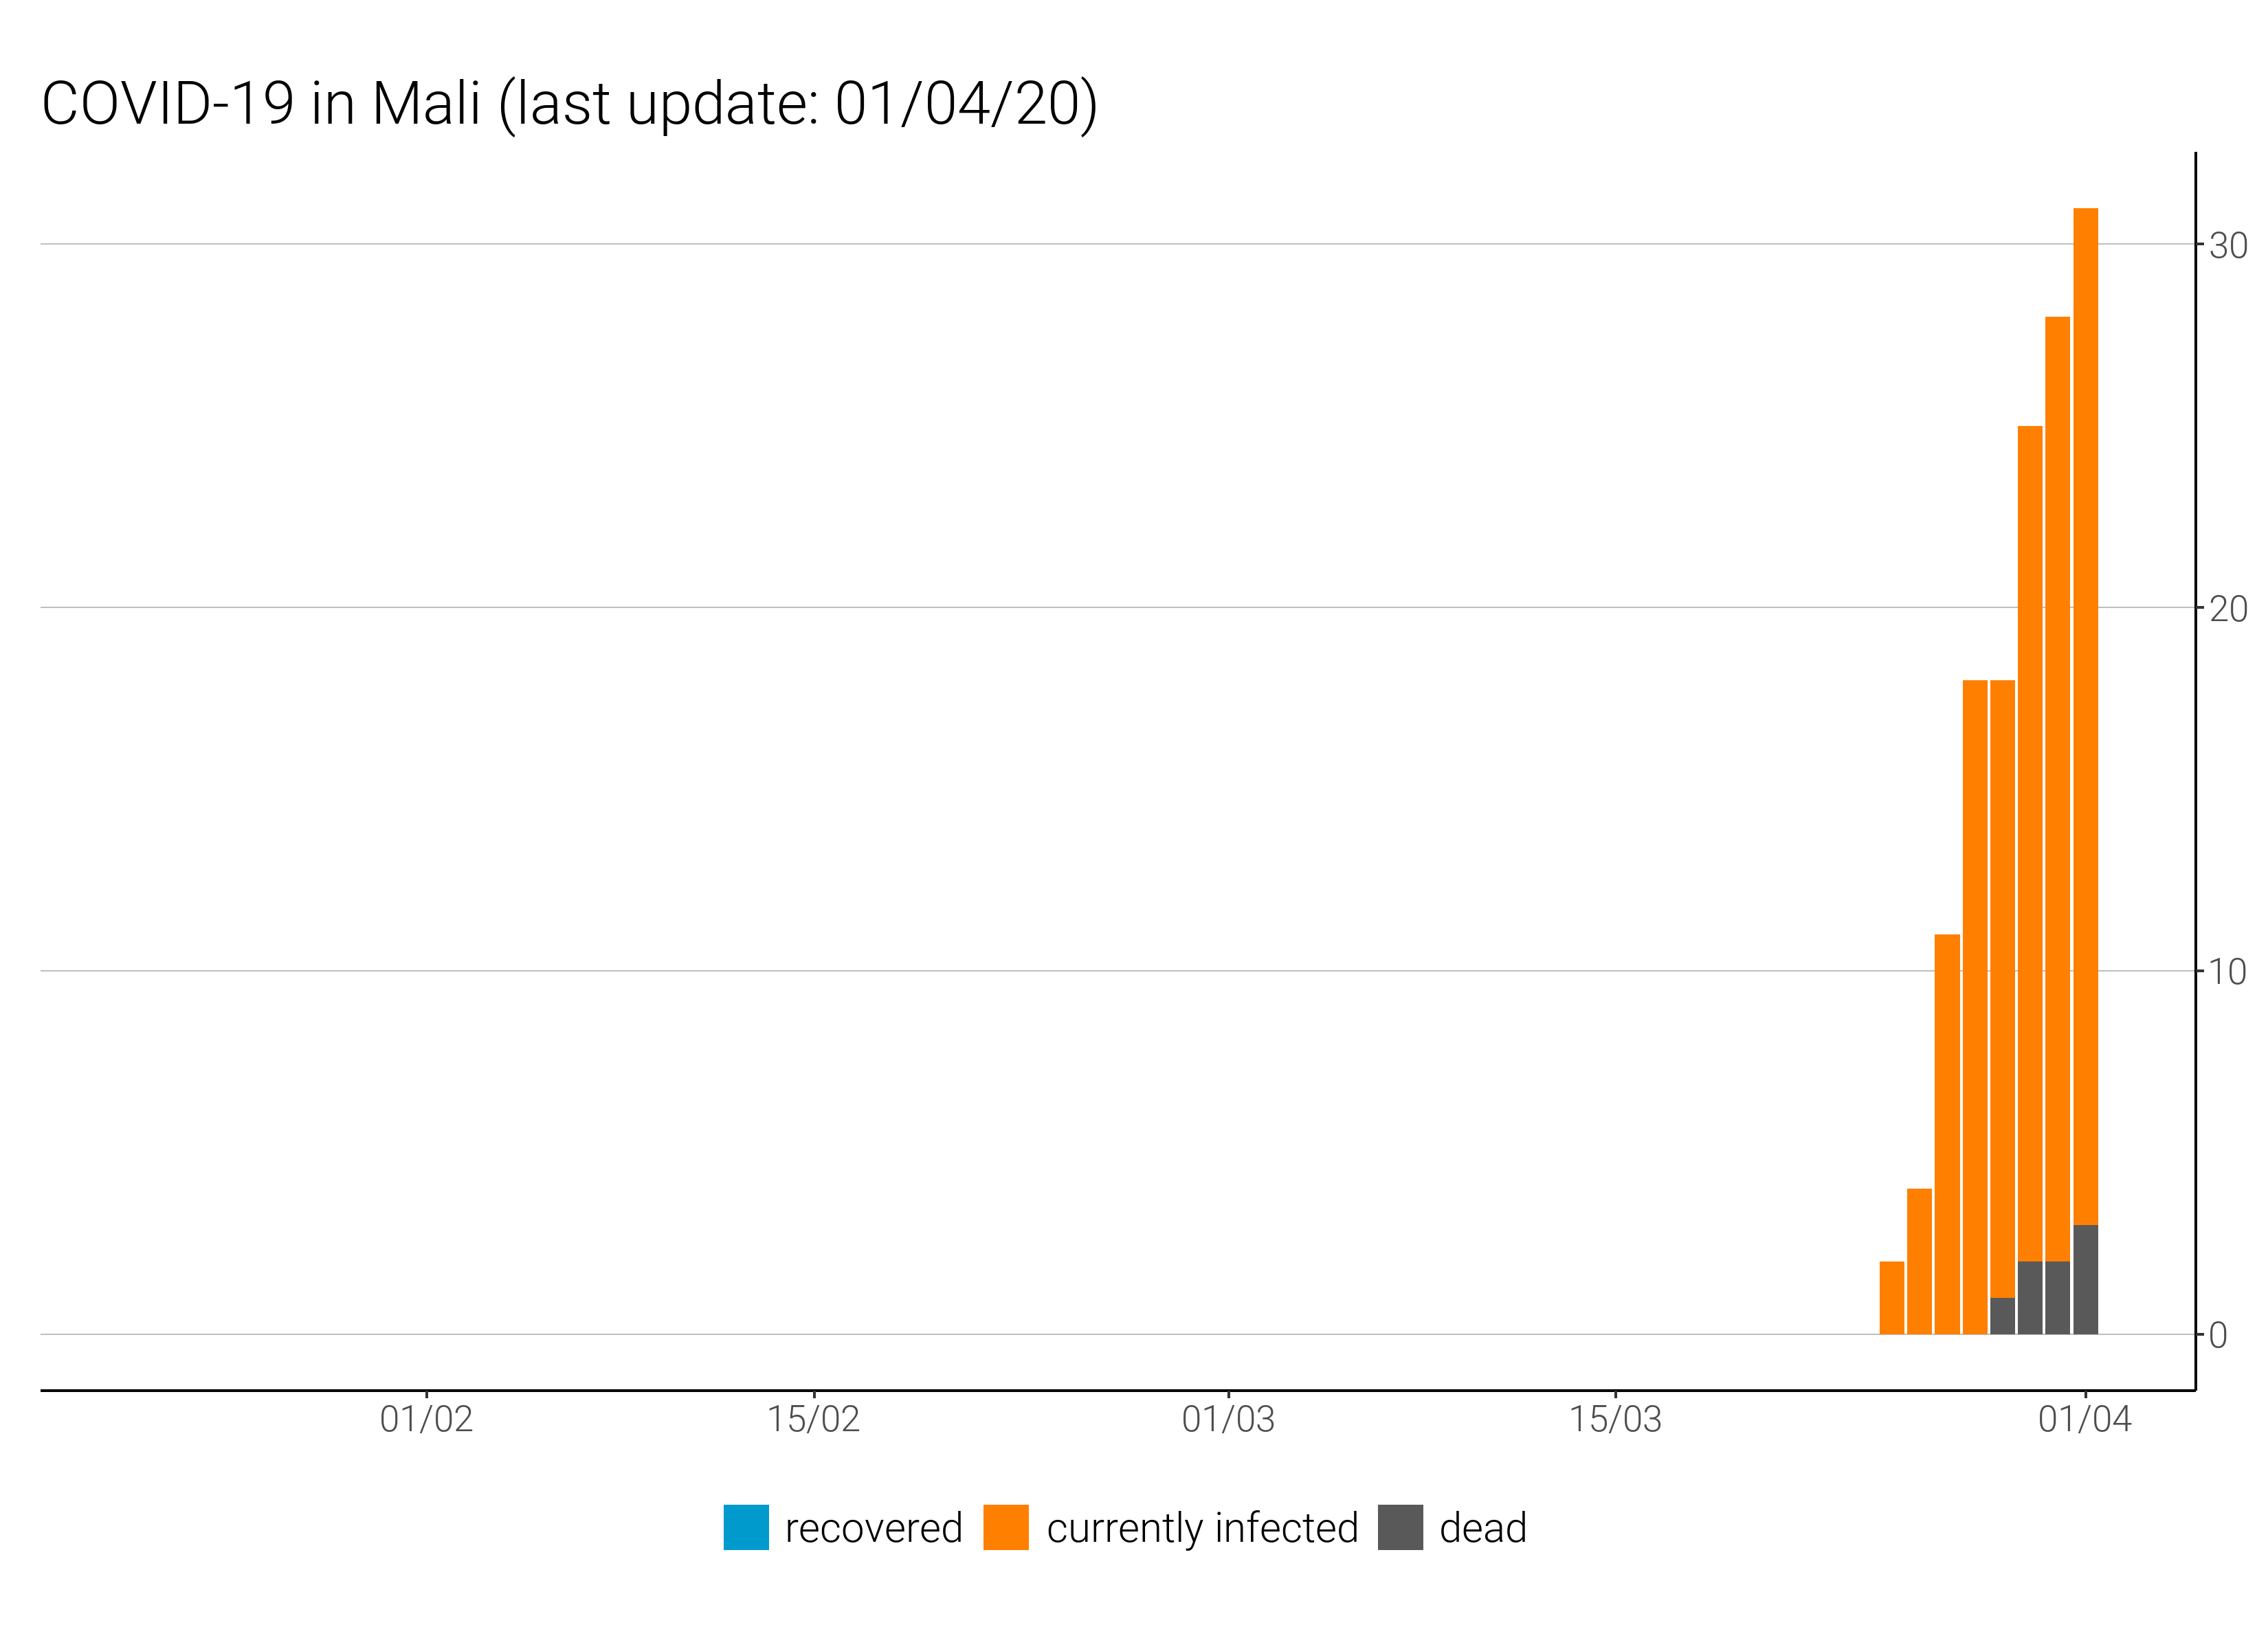 COVID-19 in Mali (last update: 01/04/20)
30
20
10
0
01/02 15/02 01/03 15/03 01/04
recovered currently infected dead